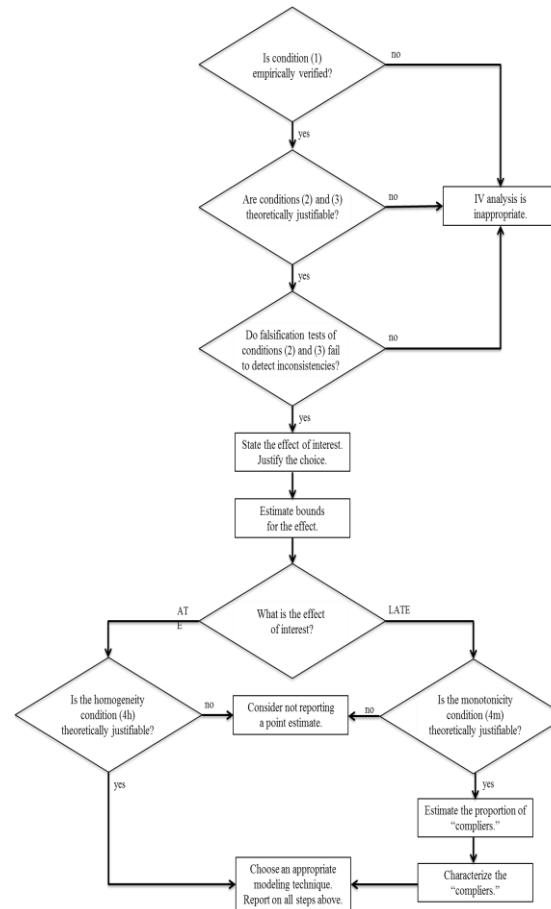 Is condition (1)
empirically verified?
no
yes
Are conditions (2) and (3)
theoretically justifiable?
no
IV analysis is
inappropriate.
yes
Do falsification tests of
conditions (2) and (3) fail
to detect inconsistencies?
no
yes
State the effect of interest.
Justify the choice.
Estimate bounds
for the effect.
What is the effect
of interest?
AT
E
LATE
Is the homogeneity
condition (4h)
theoretically justifiable?
no
Consider not reporting
a point estimate.
no
Is the monotonicity
condition (4m)
theoretically justifiable?
yes
yes
Estimate the proportion of
“compliers.”
Choose an appropriate
modeling technique.
Report on all steps above.
Characterize the
“compliers.”